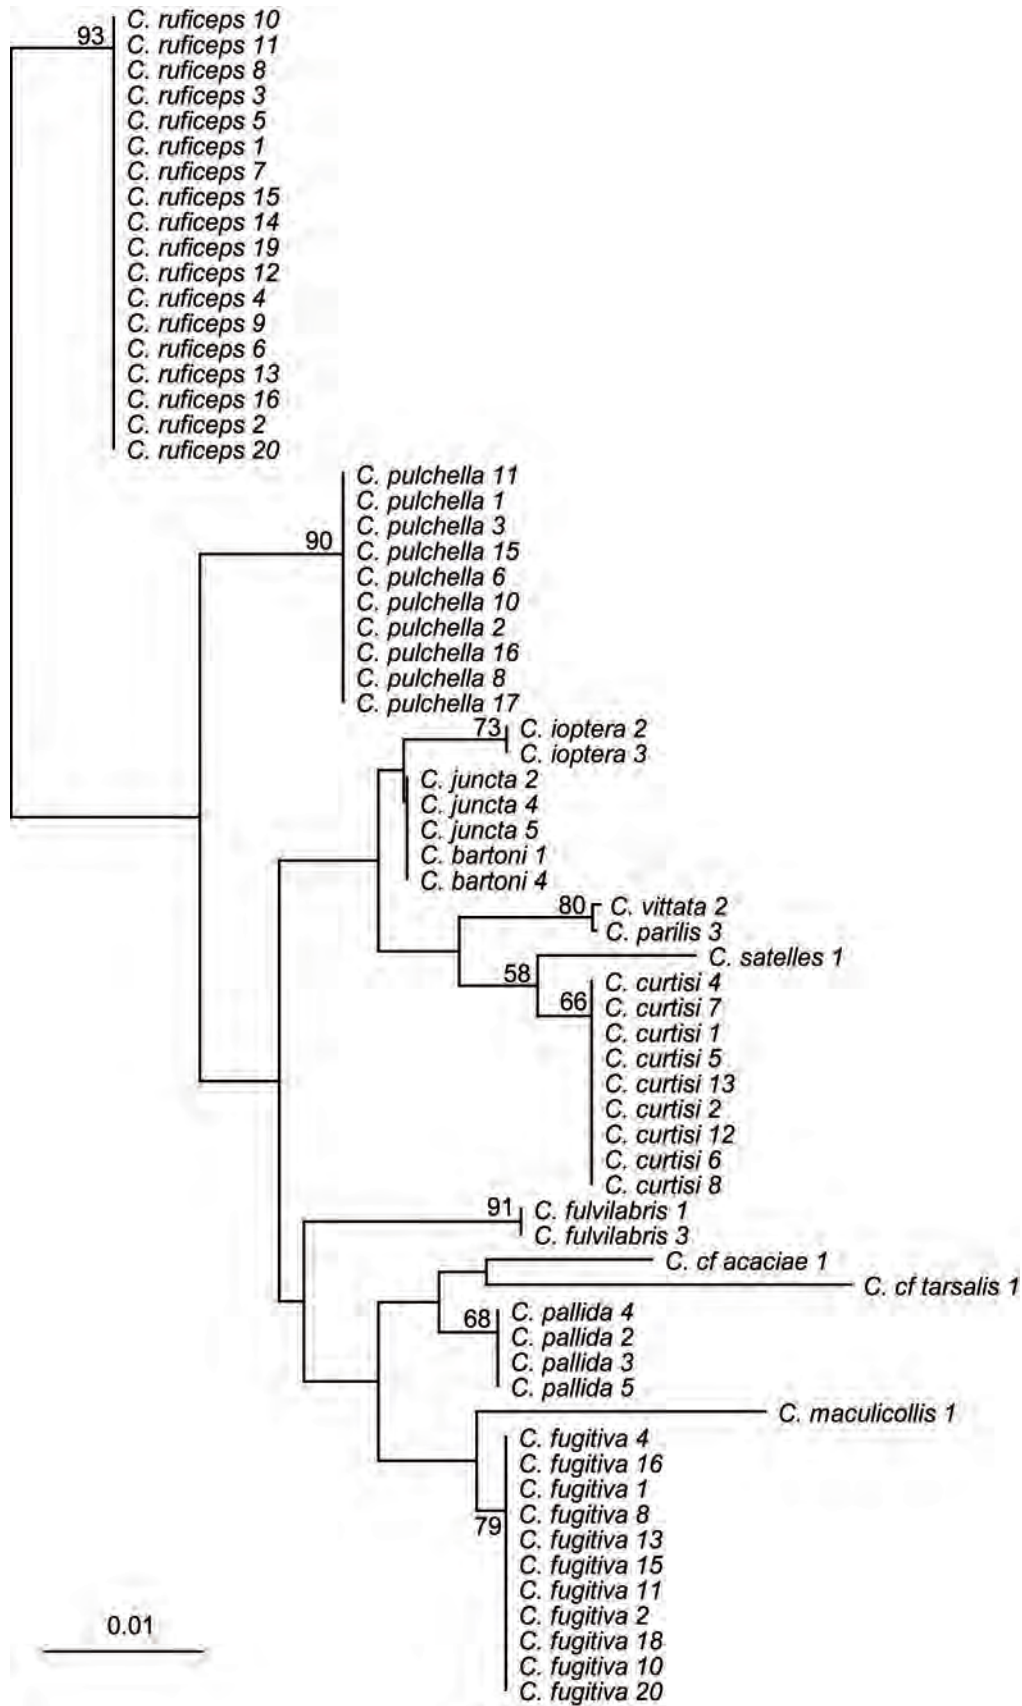 C. ruficeps 10
93
C. ruficeps 11
C. ruficeps 8
C. ruficeps 3
C. ruficeps 5
C. ruficeps 1
C. ruficeps 7
C. ruficeps 15
C. ruficeps 14
C. ruficeps 19
C. ruficeps 12
C. ruficeps 4
C. ruficeps 9
C. ruficeps 6
C. ruficeps 13
C. ruficeps 16
C. ruficeps 2
C. ruficeps 20
C. pulchella 11
C. pulchella 1
C. pulchella 3
90
C. pulchella 15
C. pulchella 6
C. pulchella 10
C. pulchella 2
C. pulchella 16
C. pulchella 8
C. pulchella 17
73
C. ioptera 2
C. ioptera 3
C. juncta 2
C. juncta 4
C. juncta 5
C. bartoni 1
C. bartoni 4
80
C. vittata 2
C. parilis 3
C. satelles 1
58
C. curtisi 4
66
C. curtisi 7
C. curtisi 1
C. curtisi 5
C. curtisi 13
C. curtisi 2
C. curtisi 12
C. curtisi 6
C. curtisi 8
91
C. fulvilabris 1
C. fulvilabris 3
C. cf acaciae 1
C. cf tarsalis 1
C. pallida 4
68
C. pallida 2
C. pallida 3
C. pallida 5
C. maculicollis 1
C. fugitiva 4
C. fugitiva 16
C. fugitiva 1
C. fugitiva 8
79
C. fugitiva 13
C. fugitiva 15
C. fugitiva 11
C. fugitiva 2
C. fugitiva 18
C. fugitiva 10
C. fugitiva 20
0.01